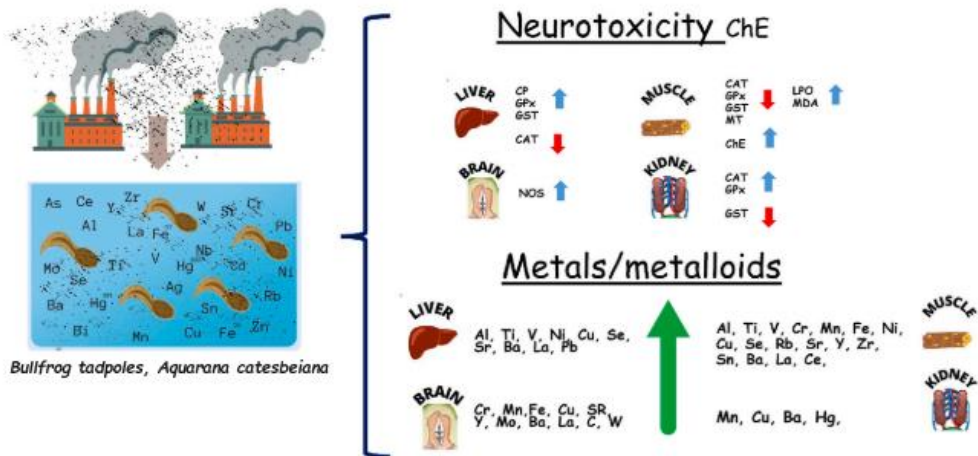 Neurotoxicity ChE
LIVER
CP
GPx
GST
CAT
MUSCLE
CAT
GPx
GST
MT
LPO
MDA
ChE
BRAIN
NOS
KIDNEY
CAT
GPx
GST
As Ce Zr W Sr Cr
Y
Al La Fe Pb
Nb
Mo Ti V Hg Cd Ni
Se
Ag
Ba Hg Sn Rb
Bi Mn Cu Fe Zn
Bullfrog tadpoles, Aquarana catesbeiana
Metals/metalloids
LIVER
Al, Ti, V, Ni, Cu, Se,
Sr, Ba, La, Pb
Al, Ti, V, Cr, Mn, Fe, Ni,
Cu, Se, Rb, Sr, Y, Zr,
Sn, Ba, La, Ce,
MUSCLE
BRAIN
Cr, Mn,Fe, Cu, SR,
Y, Mo, Ba, La, C, W
Mn, Cu, Ba, Hg,
KIDNEY